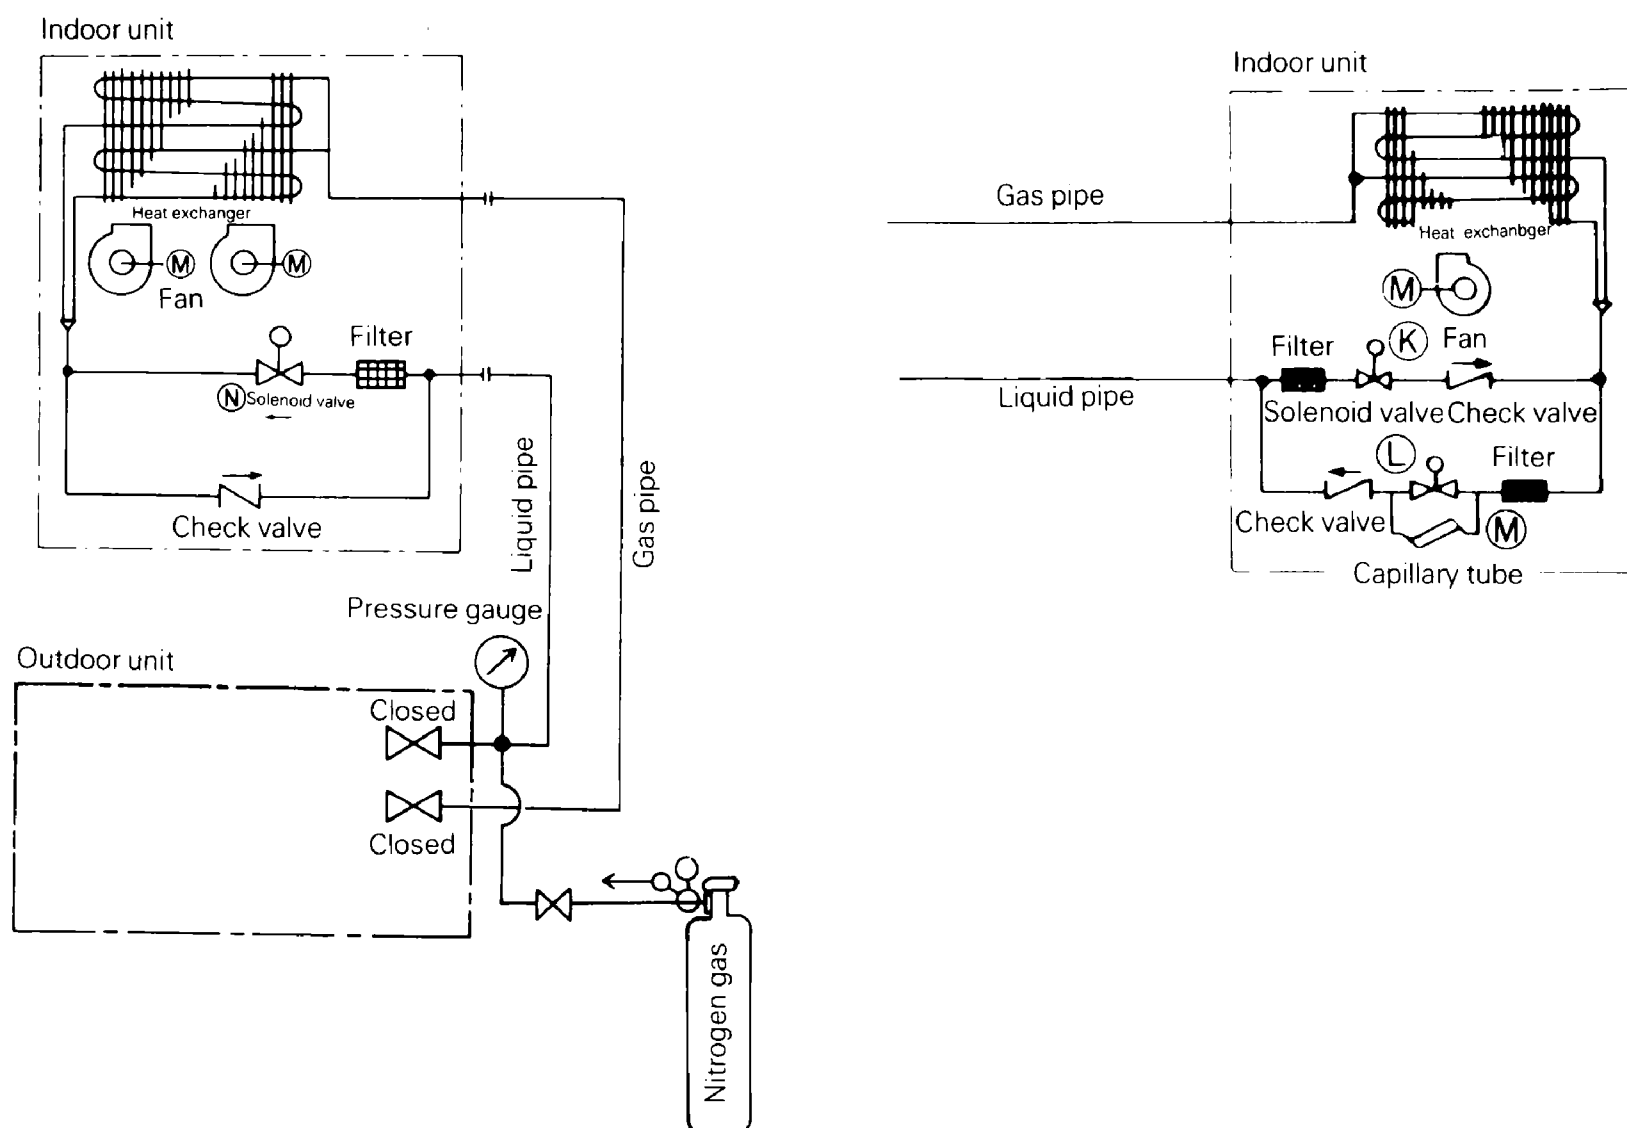 Indoor unit
Heat exchanger
M
M
Fan
Filter
N Solenoid valve
Check valve
Liquid pipe
Gas pipe
Pressure gauge
Outdoor unit
Closed
Closed
Nitrogen gas
Indoor unit
Gas pipe
Heat exchanbger
M
K
Fan
Filter
Liquid pipe
Solenoid valve Check valve
L
Filter
Check valve
M
Capillary tube